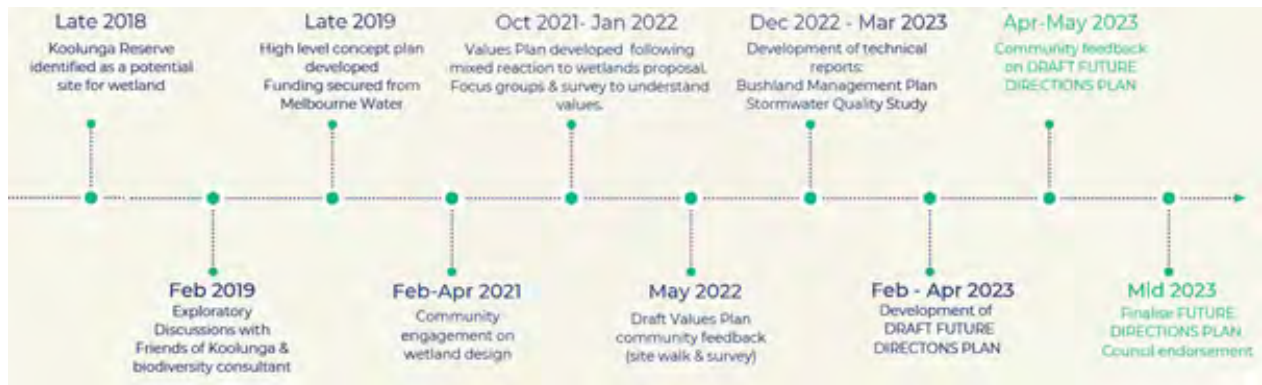 Late 2018
Koolunga Reserve
identified as a potential
site for wetland
Feb 2019
Exploratory
Discussions with
Friends of Koolunga &
biodiversity consultant
Late 2019
High level concept plan
developed
Funding secured from
Melbourne Water
Feb-Apr 2021
Community
engagement on
wetland design
Oct 2021- Jan 2022
Values Plan developed following
mixed reaction to wetlands proposal.
Focus groups & survey to understand
values.
May 2022
Draft Values Plan
community feedback
(site walk & survey)
Dec 2022 - Mar 2023
Development of technical
reports:
Bushland Management Plan
Stormwater Quality Study
Feb - Apr 2023
Development of
DRAFT FUTURE
DIRECTONS PLAN
Apr-May 2023
Community feedback
on DRAFT FUTURE
DIRECTIONS PLAN
Mid 2023
Finalise FUTURE
DIRECTIONS PLAN
Council endorsement